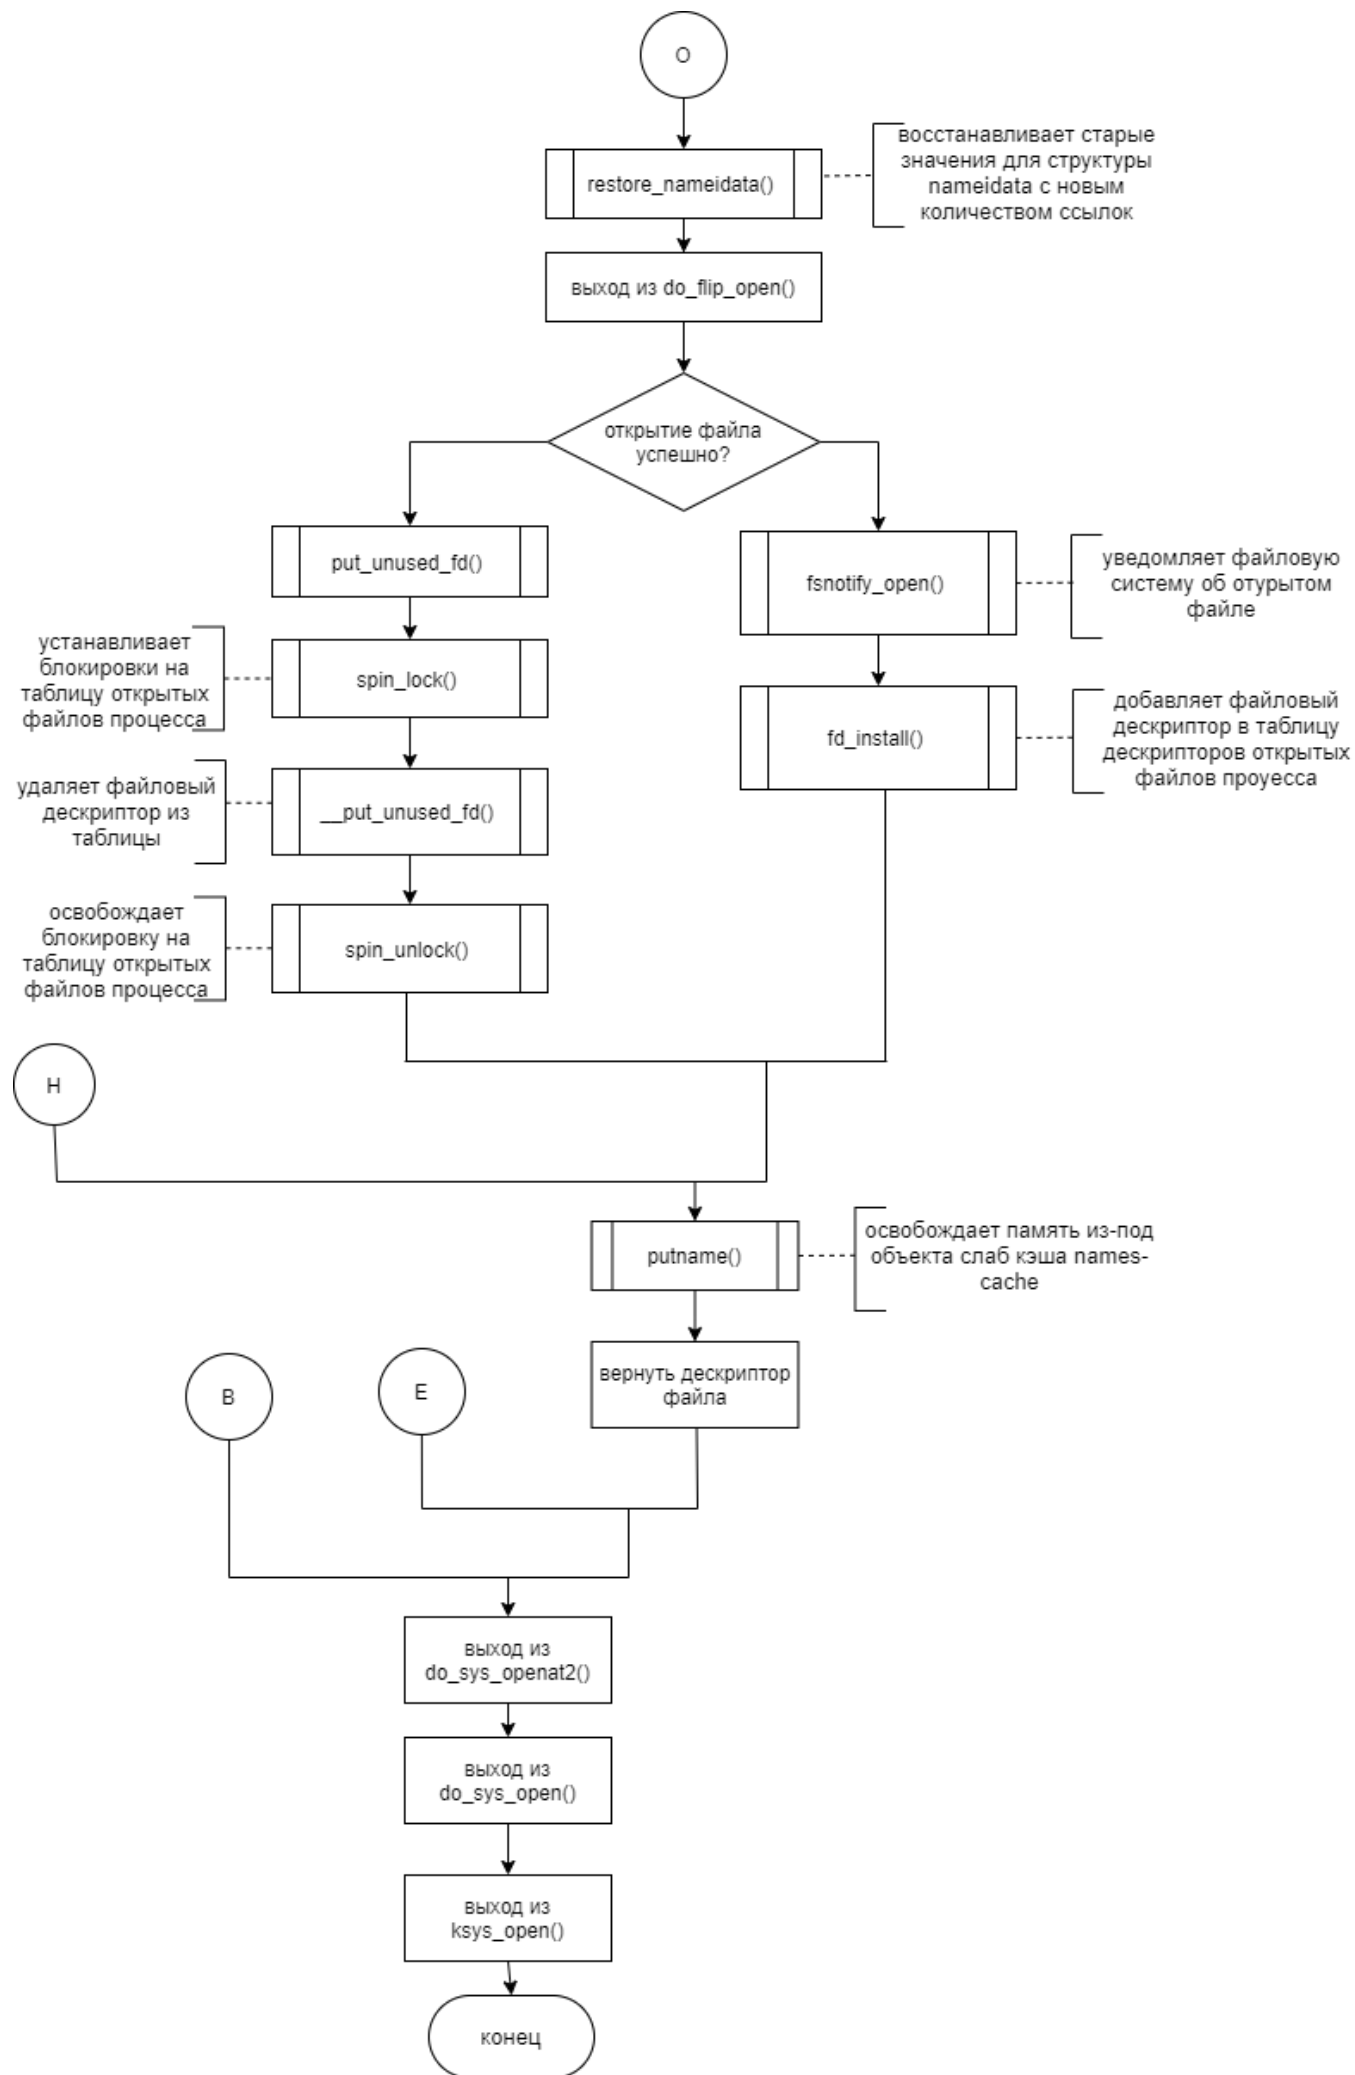 О
restore_nameidata()
восстанавливает старые
значения для структуры
nameidata с новым
количеством ссылок
выход из do_flip_open()
открытие файла
успешно?
put_unused_fd()
fsnotify_open()
уведомляет файловую
систему об отурытом
файле
устанавливает
блокировки на
таблицу открытых
файлов процесса
spin_lock()
fd_install()
добавляет файловый
дескриптор в таблицу
дескрипторов открытых
файлов проуесса
удаляет файловый
дескриптор из
таблицы
__put_unused_fd()
освобождает
блокировку на
таблицу открытых
файлов процесса
spin_unlock()
Н
putname()
освобождает память из-под
объекта слаб кэша names-
cache
В
Е
вернуть дескриптор
файла
выход из
do_sys_openat2()
выход из
do_sys_open()
выход из
ksys_open()
конец